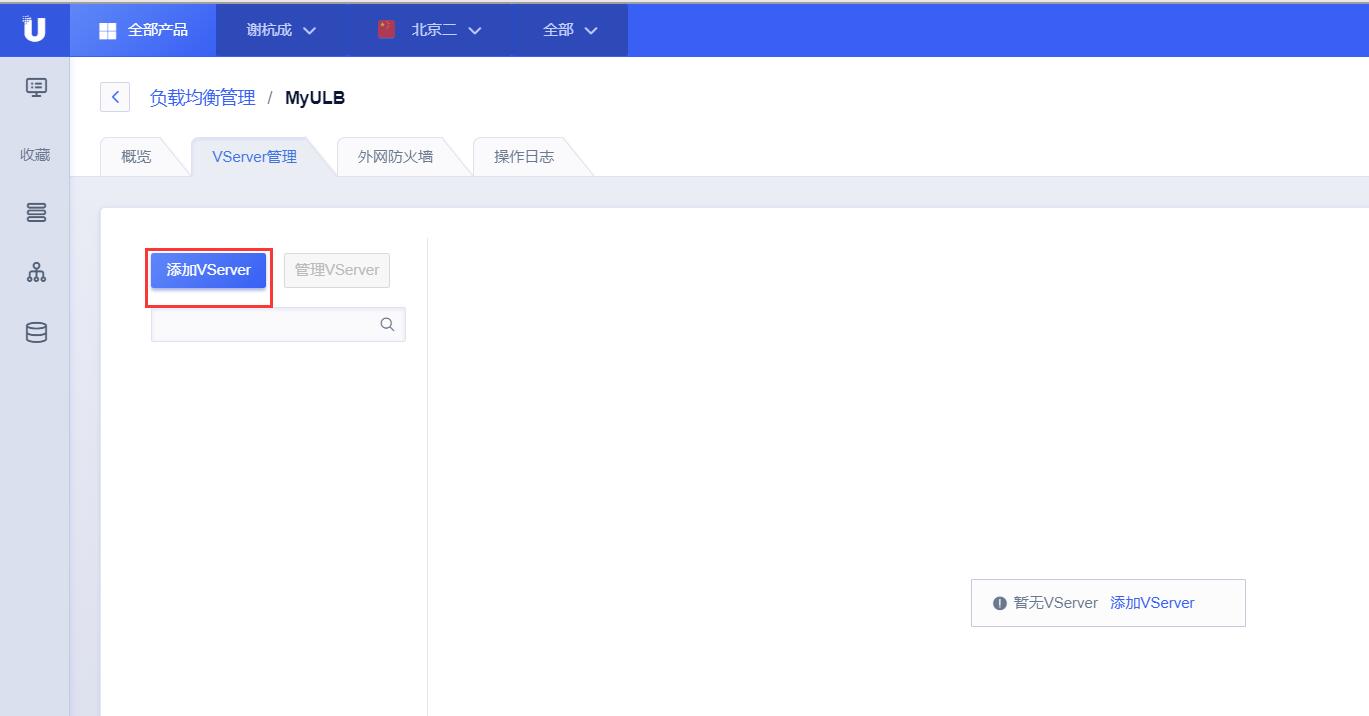 全部产品 谢杭成 北京二 全部
负载均衡管理 / MyULB
概览 VServer管理 外网防火墙 操作日志
收藏
添加VServer 管理VServer
暂无VServer 添加VServer